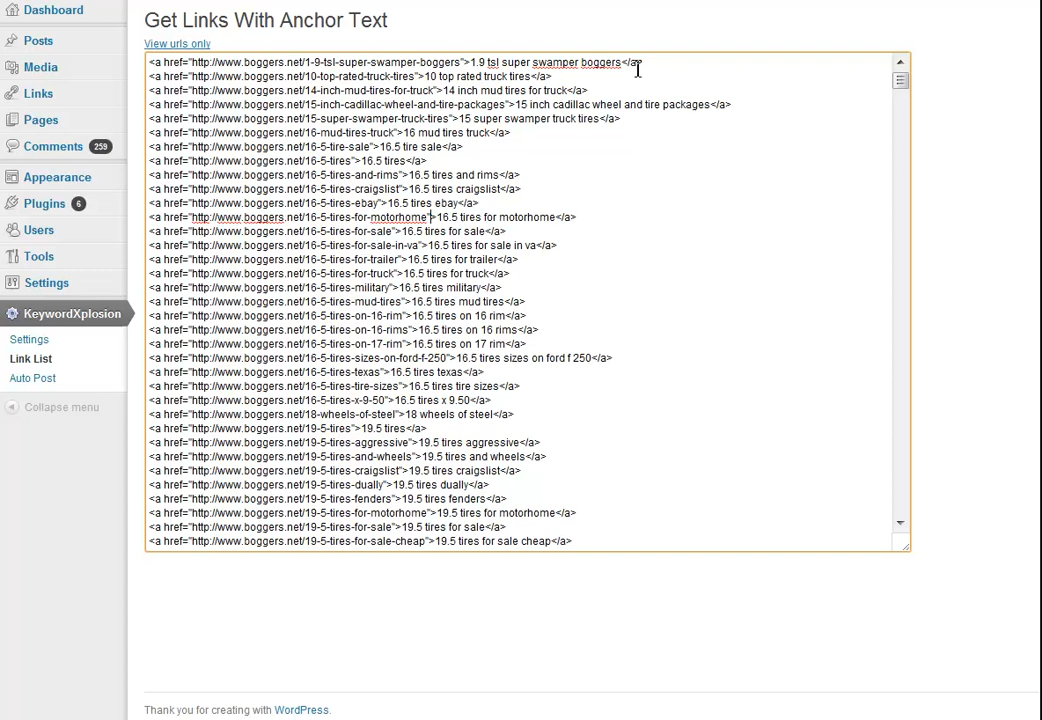 Dashboard
Posts
Media
Links
Pages
Comments 259
Appearance
Plugins 6
Users
Tools
Settings
KeywordXplosion
Settings
Link List
Auto Post
Collapse menu
Get Links With Anchor Text
View urls only
<a href="http://www.boggers.net/1-9-tsl-super-swamper-boggers">1.9 tsl super swamper boggers</a>
<a href="http://www.boggers.net/10-top-rated-truck-tires">10 top rated truck tires</a>
<a href="http://www.boggers.net/14-inch-mud-tires-for-truck">14 inch mud tires for truck</a>
<a href="http://www.boggers.net/15-inch-cadillac-wheel-and-tire-packages">15 inch cadillac wheel and tire packages</a>
<a href="http://www.boggers.net/15-super-swamper-truck-tires">15 super swamper truck tires</a>
<a href="http://www.boggers.net/16-mud-tires-truck">16 mud tires truck</a>
<a href="http://www.boggers.net/16-5-tire-sale">16.5 tire sale</a>
<a href="http://www.boggers.net/16-5-tires">16.5 tires</a>
<a href="http://www.boggers.net/16-5-tires-and-rims">16.5 tires and rims</a>
<a href="http://www.boggers.net/16-5-tires-craigslist">16.5 tires craigslist</a>
<a href="http://www.boggers.net/16-5-tires-ebay">16.5 tires ebay</a>
<a href="http://www.boggers.net/16-5-tires-for-motorhome">16.5 tires for motorhome</a>
<a href="http://www.boggers.net/16-5-tires-for-sale">16.5 tires for sale</a>
<a href="http://www.boggers.net/16-5-tires-for-sale-in-va">16.5 tires for sale in va</a>
<a href="http://www.boggers.net/16-5-tires-for-trailer">16.5 tires for trailer</a>
<a href="http://www.boggers.net/16-5-tires-for-truck">16.5 tires for truck</a>
<a href="http://www.boggers.net/16-5-tires-military">16.5 tires military</a>
<a href="http://www.boggers.net/16-5-tires-mud-tires">16.5 tires mud tires</a>
<a href="http://www.boggers.net/16-5-tires-on-16-rim">16.5 tires on 16 rim</a>
<a href="http://www.boggers.net/16-5-tires-on-16-rims">16.5 tires on 16 rims</a>
<a href="http://www.boggers.net/16-5-tires-on-17-rim">16.5 tires on 17 rim</a>
<a href="http://www.boggers.net/16-5-tires-sizes-on-ford-f-250">16.5 tires sizes on ford f 250</a>
<a href="http://www.boggers.net/16-5-tires-texas">16.5 tires texas</a>
<a href="http://www.boggers.net/16-5-tires-tire-sizes">16.5 tires tire sizes</a>
<a href="http://www.boggers.net/16-5-tires-x-9-50">16.5 tires x 9.50</a>
<a href="http://www.boggers.net/18-wheels-of-steel">18 wheels of steel</a>
<a href="http://www.boggers.net/19-5-tires">19.5 tires</a>
<a href="http://www.boggers.net/19-5-tires-aggressive">19.5 tires aggressive</a>
<a href="http://www.boggers.net/19-5-tires-and-wheels">19.5 tires and wheels</a>
<a href="http://www.boggers.net/19-5-tires-craigslist">19.5 tires craigslist</a>
<a href="http://www.boggers.net/19-5-tires-dually">19.5 tires dually</a>
<a href="http://www.boggers.net/19-5-tires-fenders">19.5 tires fenders</a>
<a href="http://www.boggers.net/19-5-tires-for-motorhome">19.5 tires for motorhome</a>
<a href="http://www.boggers.net/19-5-tires-for-sale">19.5 tires for sale</a>
<a href="http://www.boggers.net/19-5-tires-for-sale-cheap">19.5 tires for sale cheap</a>
Thank you for creating with WordPress.